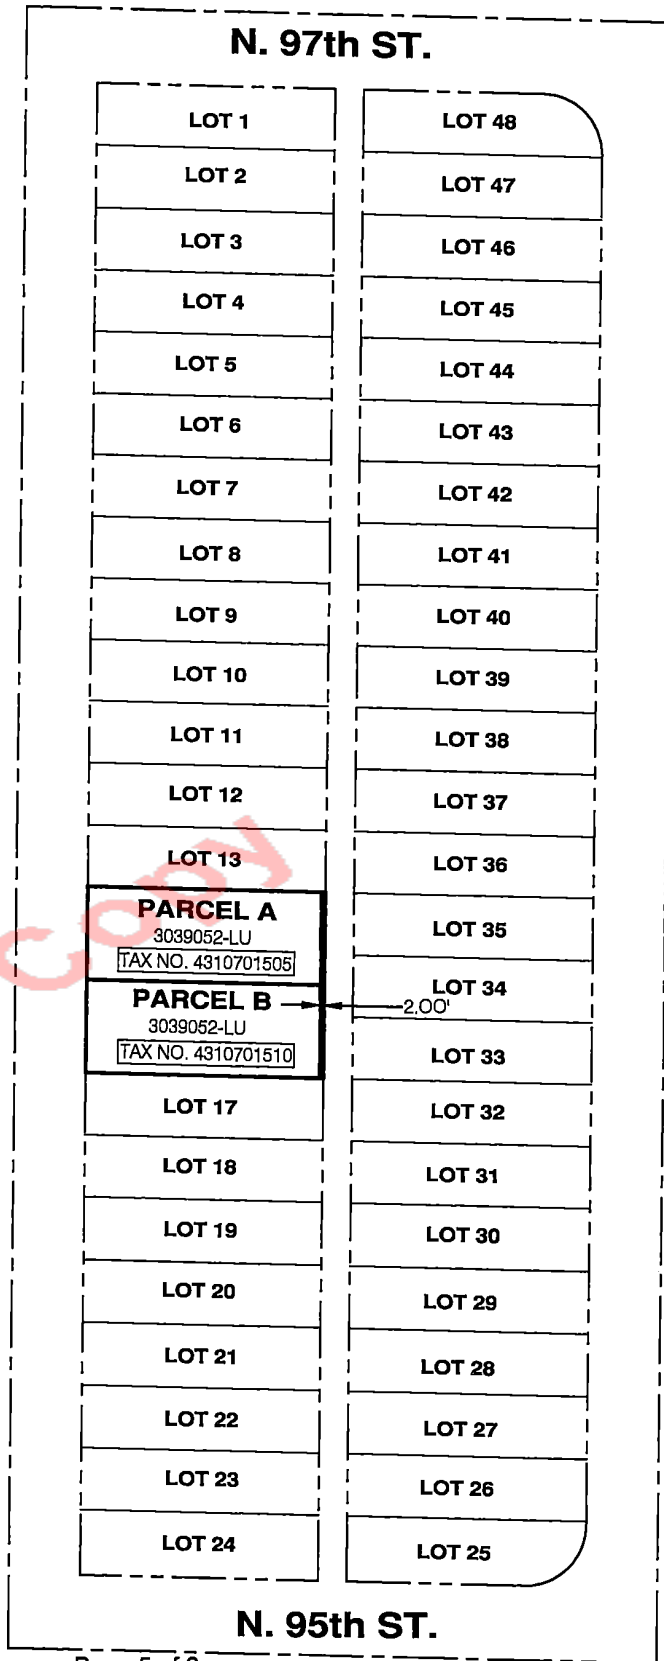 N. 97th ST.
LOT 1
LOT 2
LOT 3
LOT 4
LOT 5
LOT 6
LOT 7
LOT 8
LOT 9
LOT 10
LOT 11
LOT 12
LOT 13
PARCEL A
3039052-LU
TAX NO. 4310701505
PARCEL B
3039052-LU
TAX NO. 4310701510
2.00'
LOT 17
LOT 18
LOT 19
LOT 20
LOT 21
LOT 22
LOT 23
LOT 24
LOT 48
LOT 47
LOT 46
LOT 45
LOT 44
LOT 43
LOT 42
LOT 41
LOT 40
LOT 39
LOT 38
LOT 37
LOT 36
LOT 35
LOT 34
LOT 33
LOT 32
LOT 31
LOT 30
LOT 29
LOT 28
LOT 27
LOT 26
LOT 25
Copy
N. 95th ST.